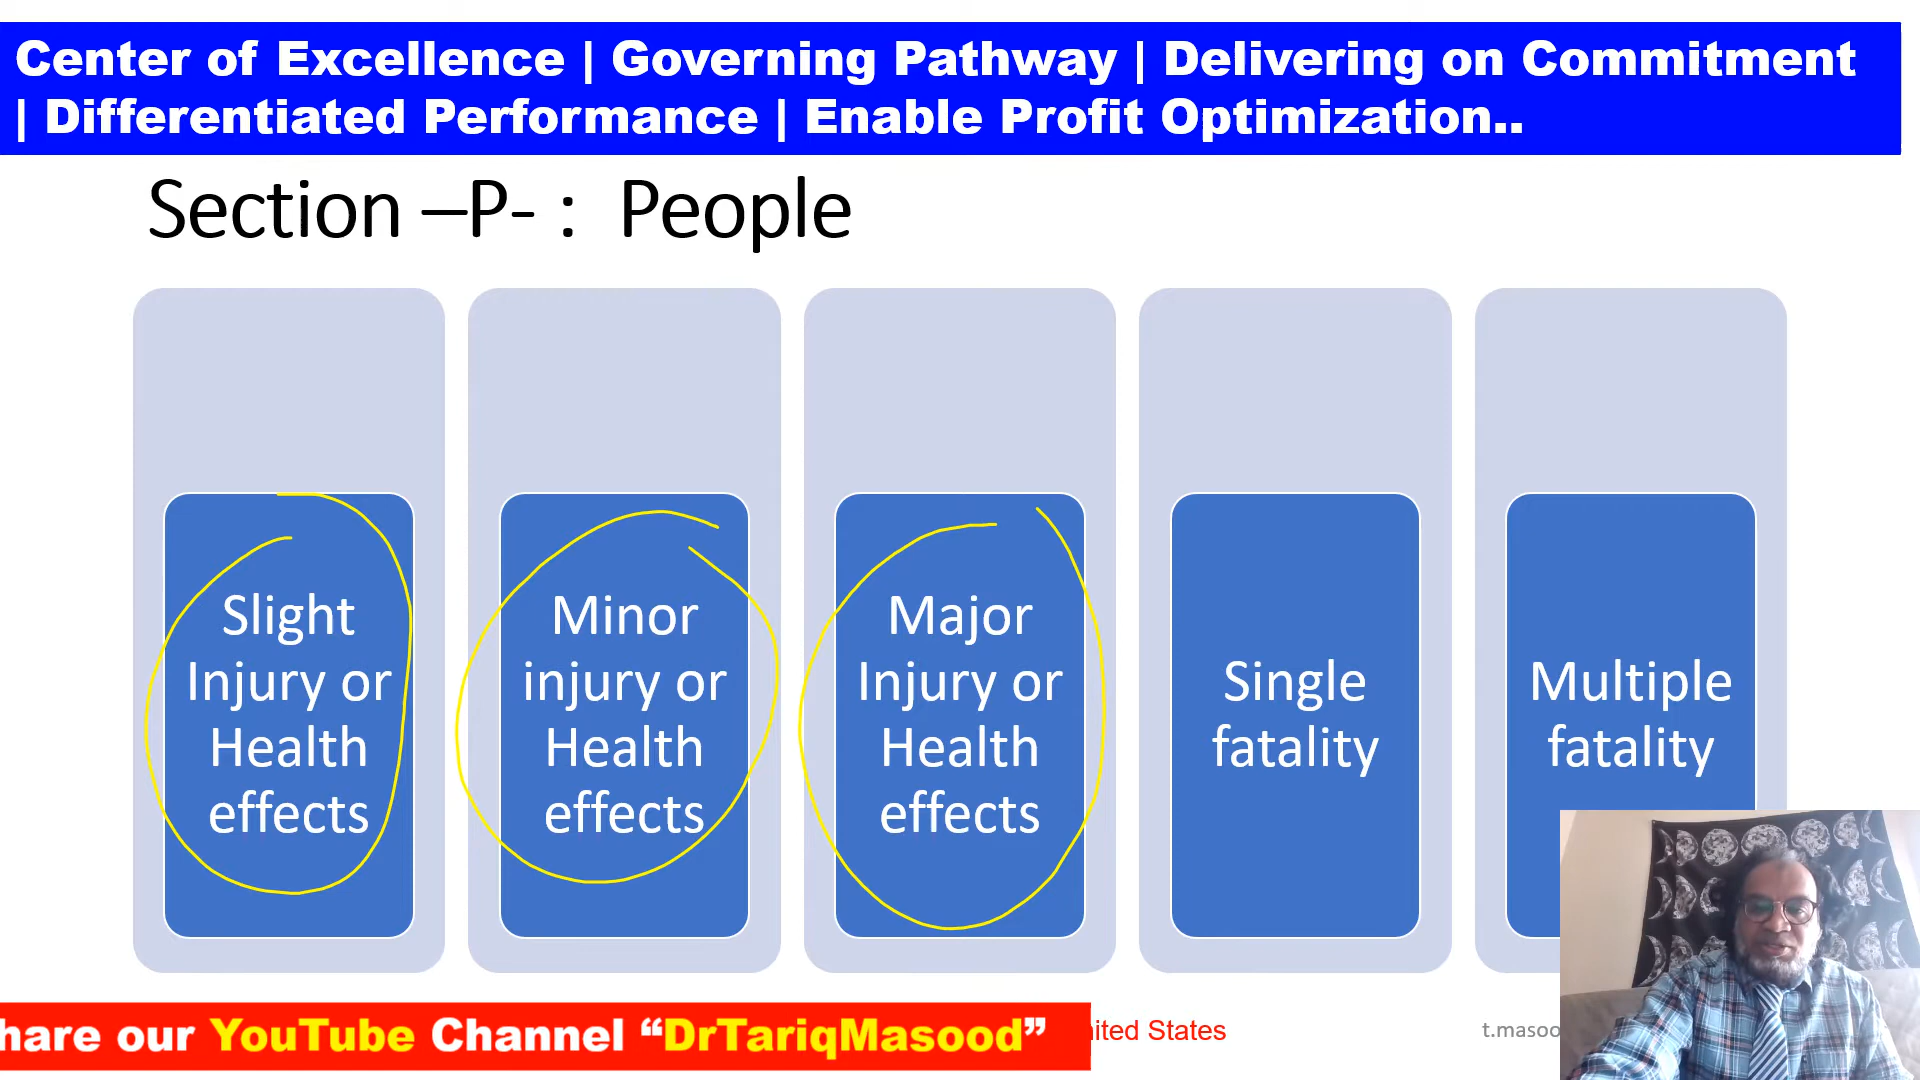 Center of Excellence | Governing Pathway | Delivering on Commitment
| Differentiated Performance | Enable Profit Optimization..
Section –P- : People
Slight
Injury or
Health
effects
Minor
injury or
Health
effects
Major
Injury or
Health
effects
Single
fatality
Multiple
fatality
hare our YouTube Channel “DrTariqMasood”
ited States
t.masoo